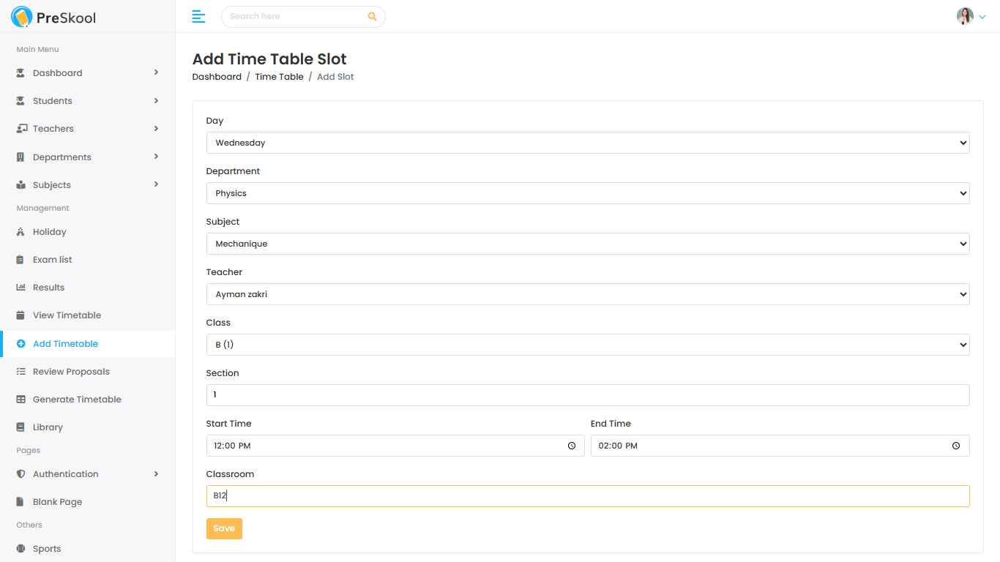 PreSkool
Search here
Main Menu
Dashboard
Students
Teachers
Departments
Subjects
Management
Holiday
Exam list
Results
View Timetable
Add Timetable
Review Proposals
Generate Timetable
Library
Pages
Authentication
Blank Page
Others
Sports
Add Time Table Slot
Dashboard / Time Table / Add Slot
Day
Wednesday
Department
Physics
Subject
Mechanique
Teacher
Ayman zakri
Class
B (1)
Section
1
Start Time End Time
12:00 PM 02:00 PM
Classroom
B12
Save